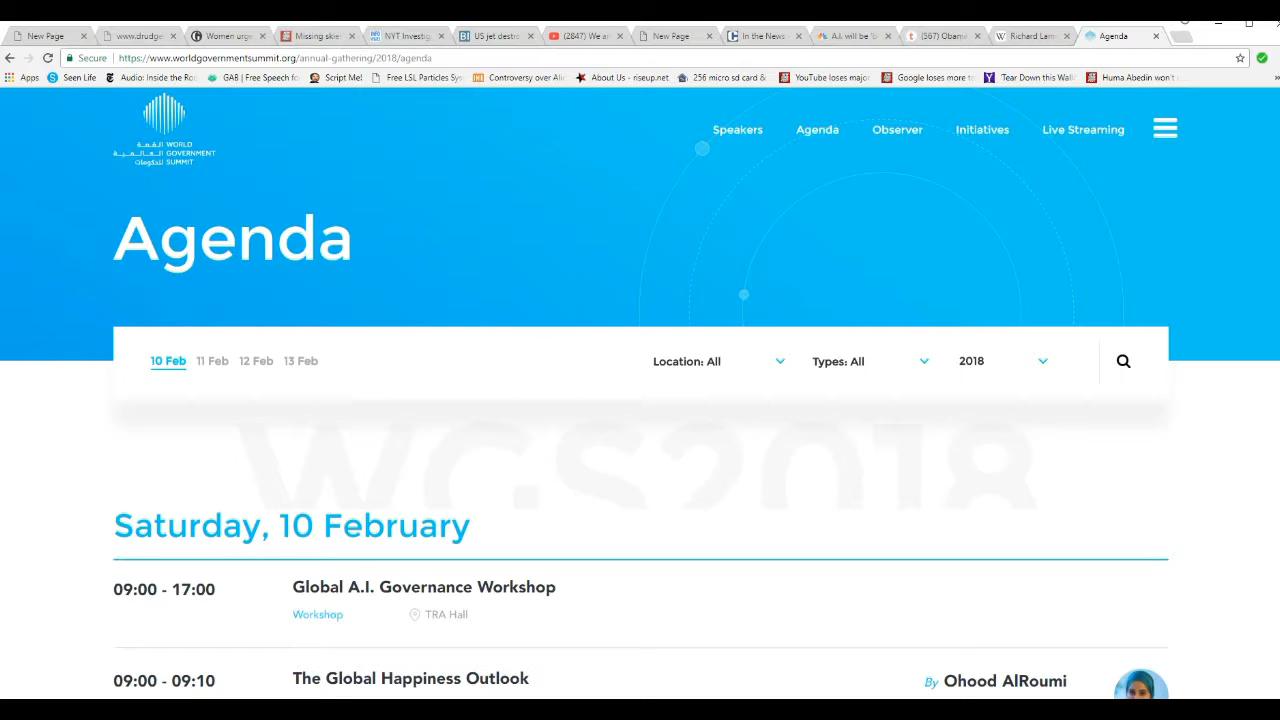 New Page
www.drudge
Women urge
Missing skie
NYT Investig
US jet destro
(2847) We ar
New Page
In the News
A.I. will be 'b
(567) Obama
Richard Lam
Agenda
Secure
https://www.worldgovernmentsummit.org/annual-gathering/2018/agenda
Apps
Seen Life
Audio: Inside the Ro
GAB | Free Speech fo
Script Me!
Free LSL Particle Sy
Controversy over Ali
About Us - riseup.net
256 micro sd card &
YouTube loses major
Google loses more t
Tear Down this Wall
Huma Abedin won't
القمة WORLD
العالمية GOVERNMENT
للحكومات SUMMIT
Speakers
Agenda
Observer
Initiatives
Live Streaming
Agenda
10 Feb 11 Feb 12 Feb 13 Feb
Location: All
Types: All
2018
WGS2018
Saturday, 10 February
09:00 - 17:00
Global A.I. Governance Workshop
Workshop
TRA Hall
09:00 - 09:10
The Global Happiness Outlook
By Ohood AlRoumi